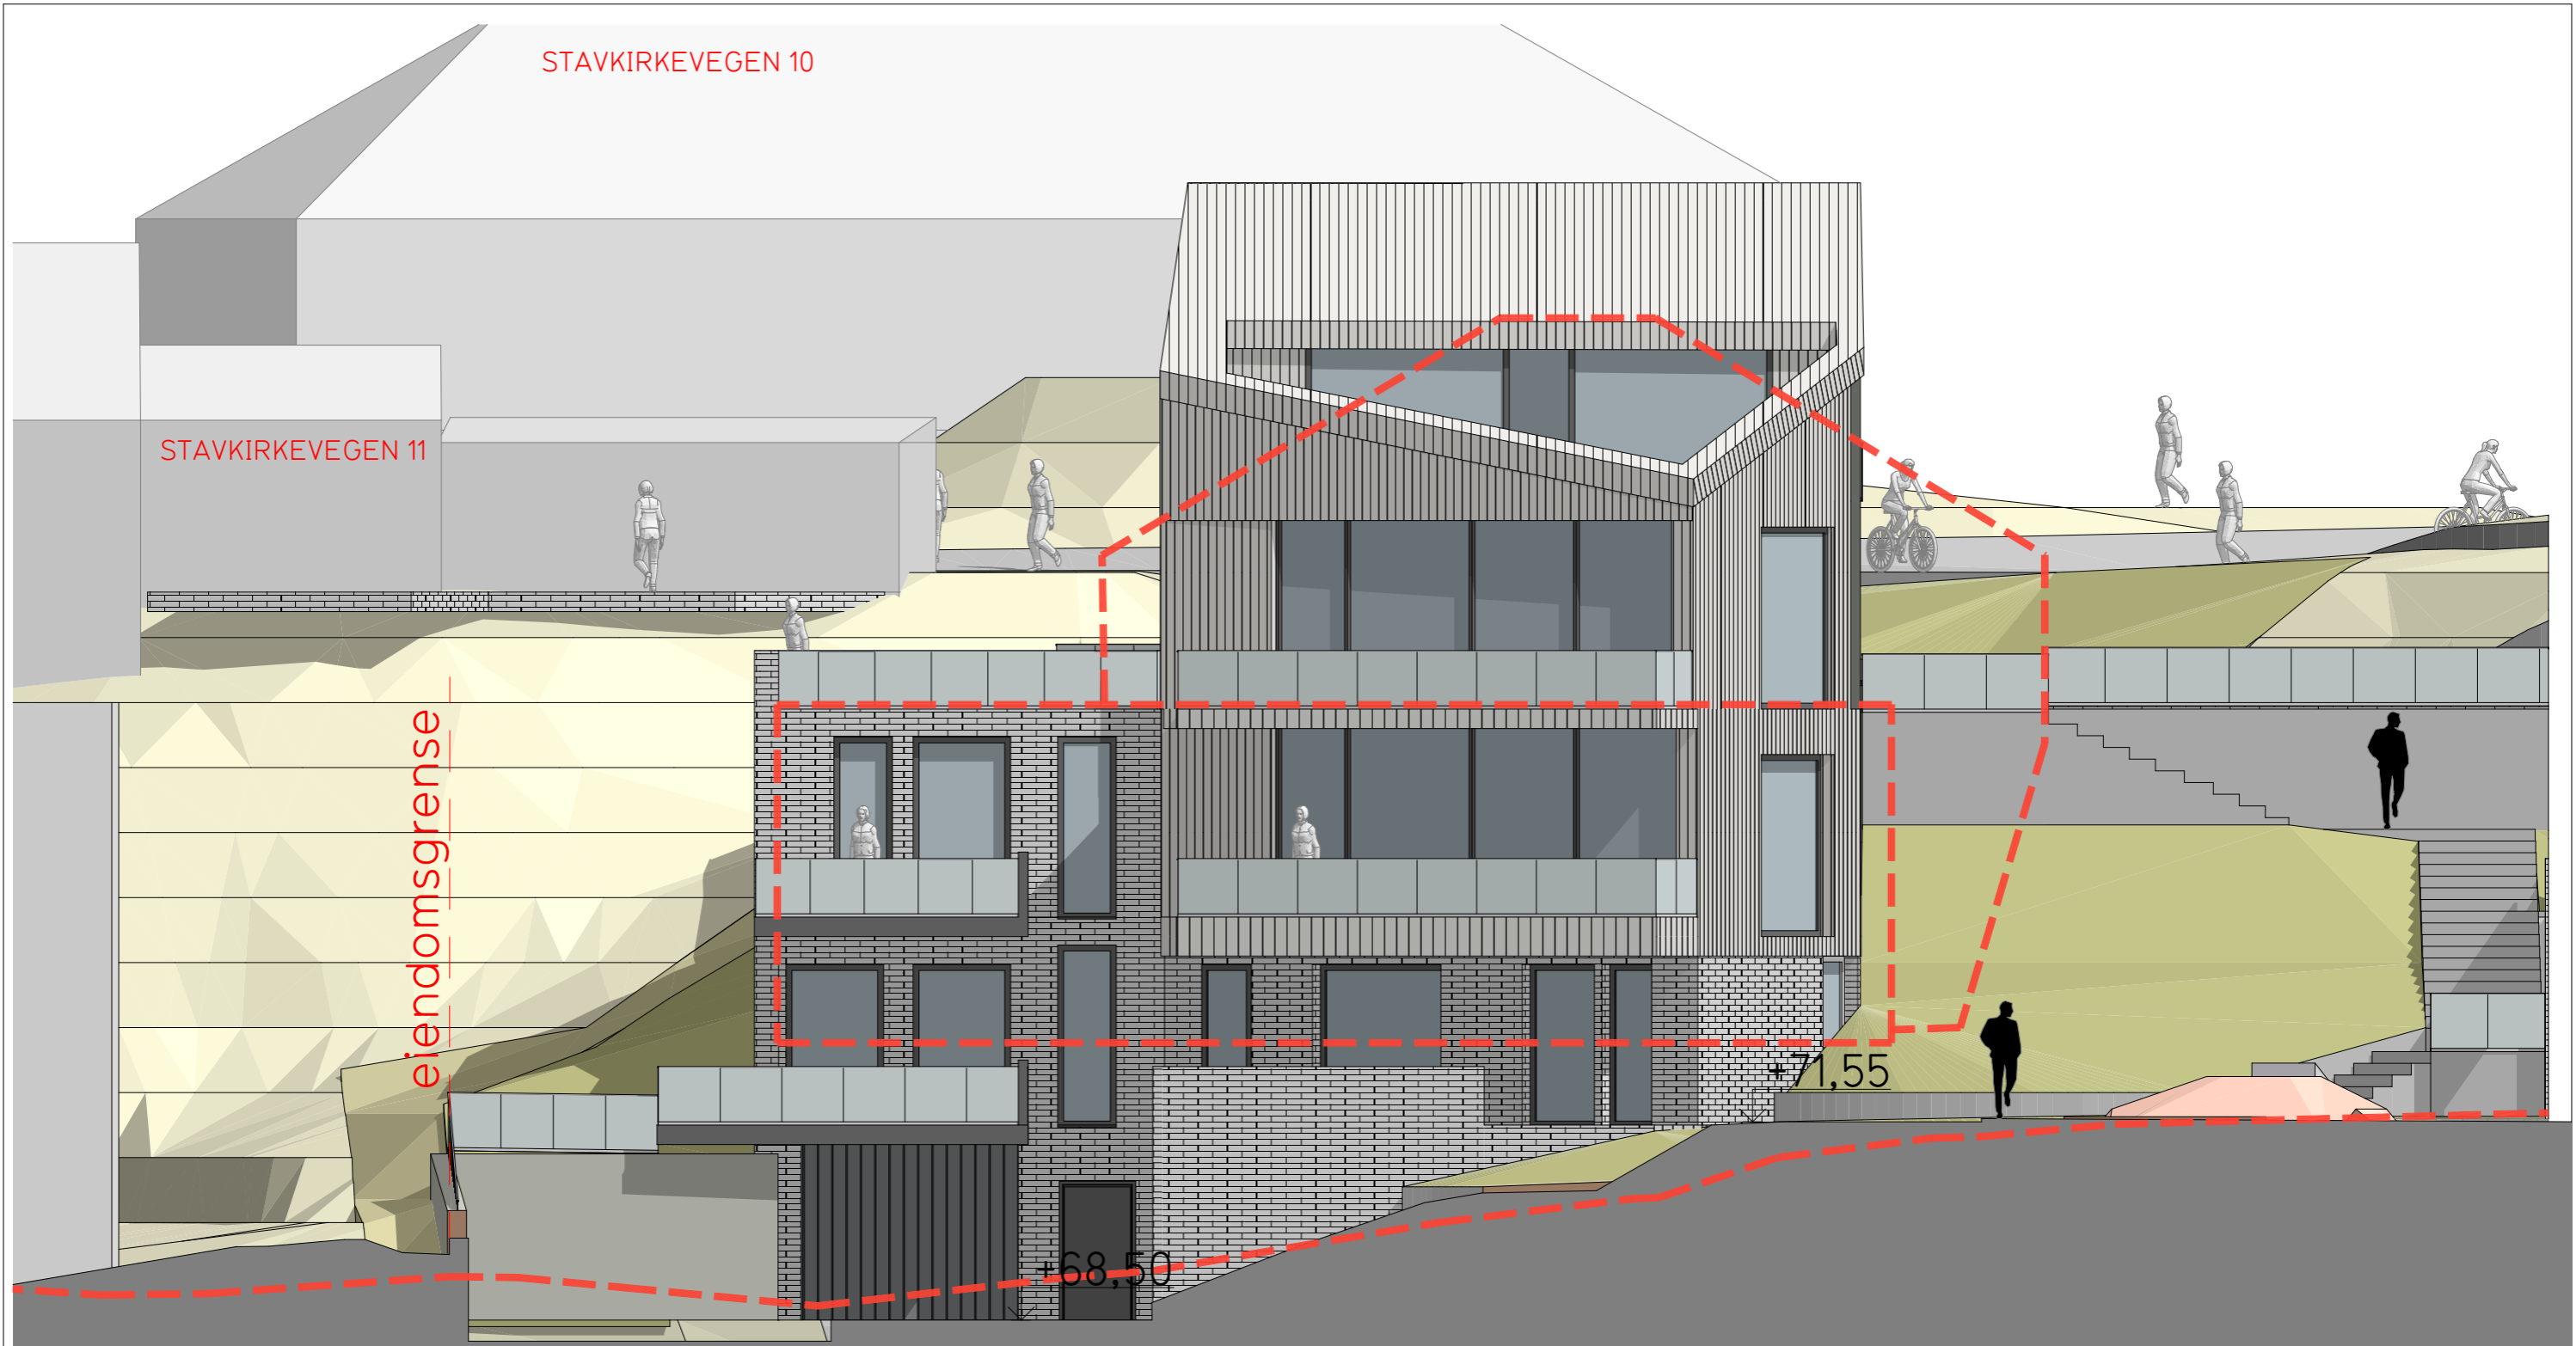 STAVKIRKEVEGEN 10
STAVKIRKEVEGEN 11
eiendomsgrense
+71,55
+68,50